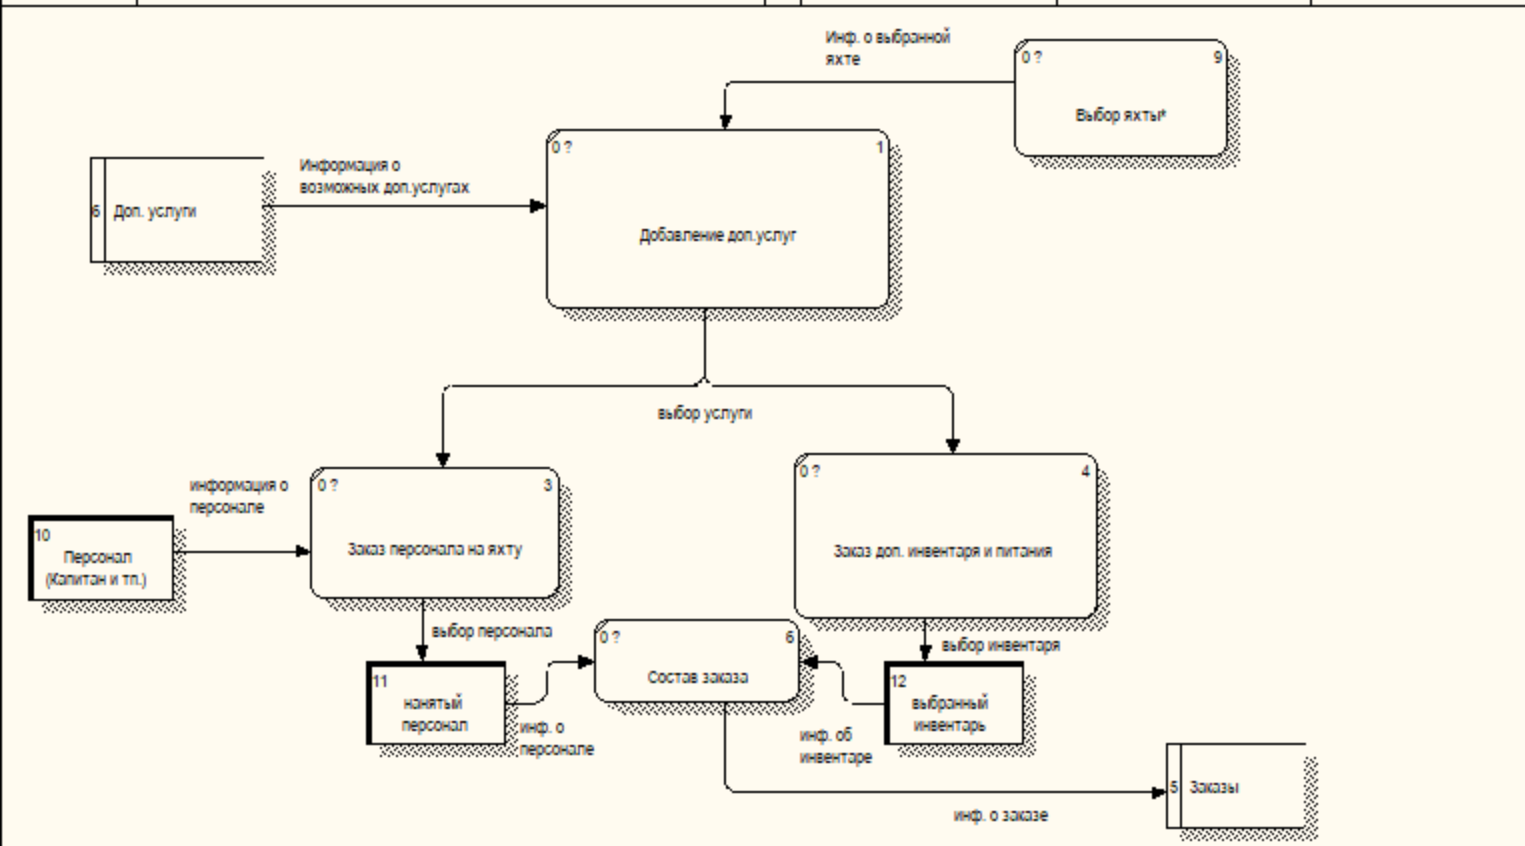 Инф. о выбранной
яхте
0 ?
9
Выбор яхты*
0 ?
1
Добавление доп.услуг
Информация о
возможных доп.услугах
6
Доп. услуги
выбор услуги
0 ?
3
Заказ персонала на яхту
0 ?
4
Заказ доп. инвентаря и питания
информация о
персонале
10
Персонал
(Капитан и тп.)
выбор персонала
выбор инвентаря
0 ?
6
Состав заказа
11
нанятый
персонал
12
выбранный
инвентарь
инф. о
персонале
инф. об
инвентаре
5
Заказы
инф. о заказе